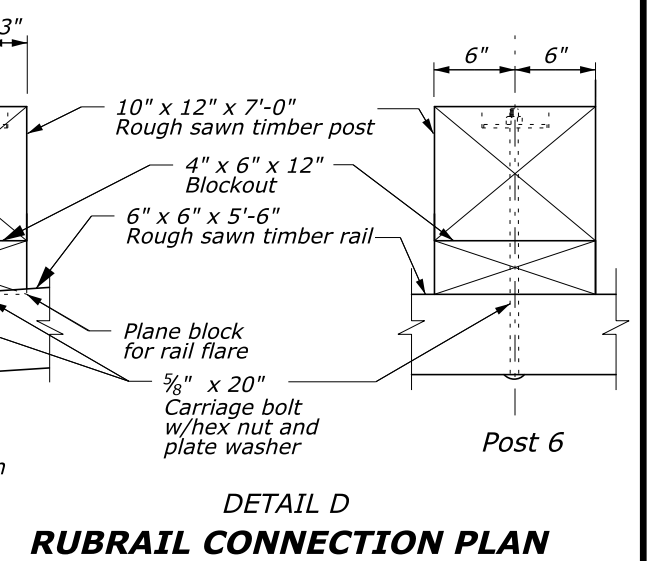 3"
6" 6"
10" x 12" x 7'-0"
Rough sawn timber post
4" x 6" x 12"
Blockout
6" x 6" x 5'-6"
Rough sawn timber rail
Plane block
for rail flare
⅝" x 20"
Carriage bolt
w/hex nut and
plate washer
Post 6
DETAIL D
RUBRAIL CONNECTION PLAN